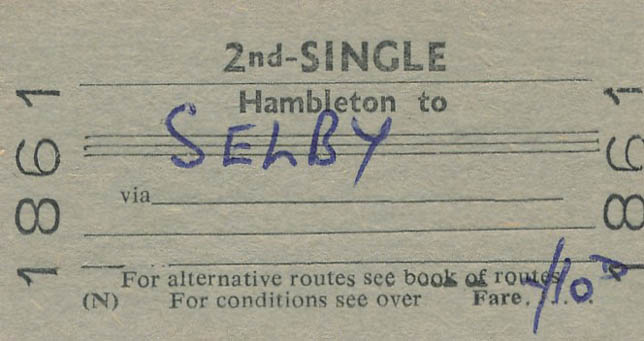 2nd-SINGLE
Hambleton to
SELBY
via
For alternative routes see book of routes
(N) For conditions see over Fare. -/10d
1861
1861